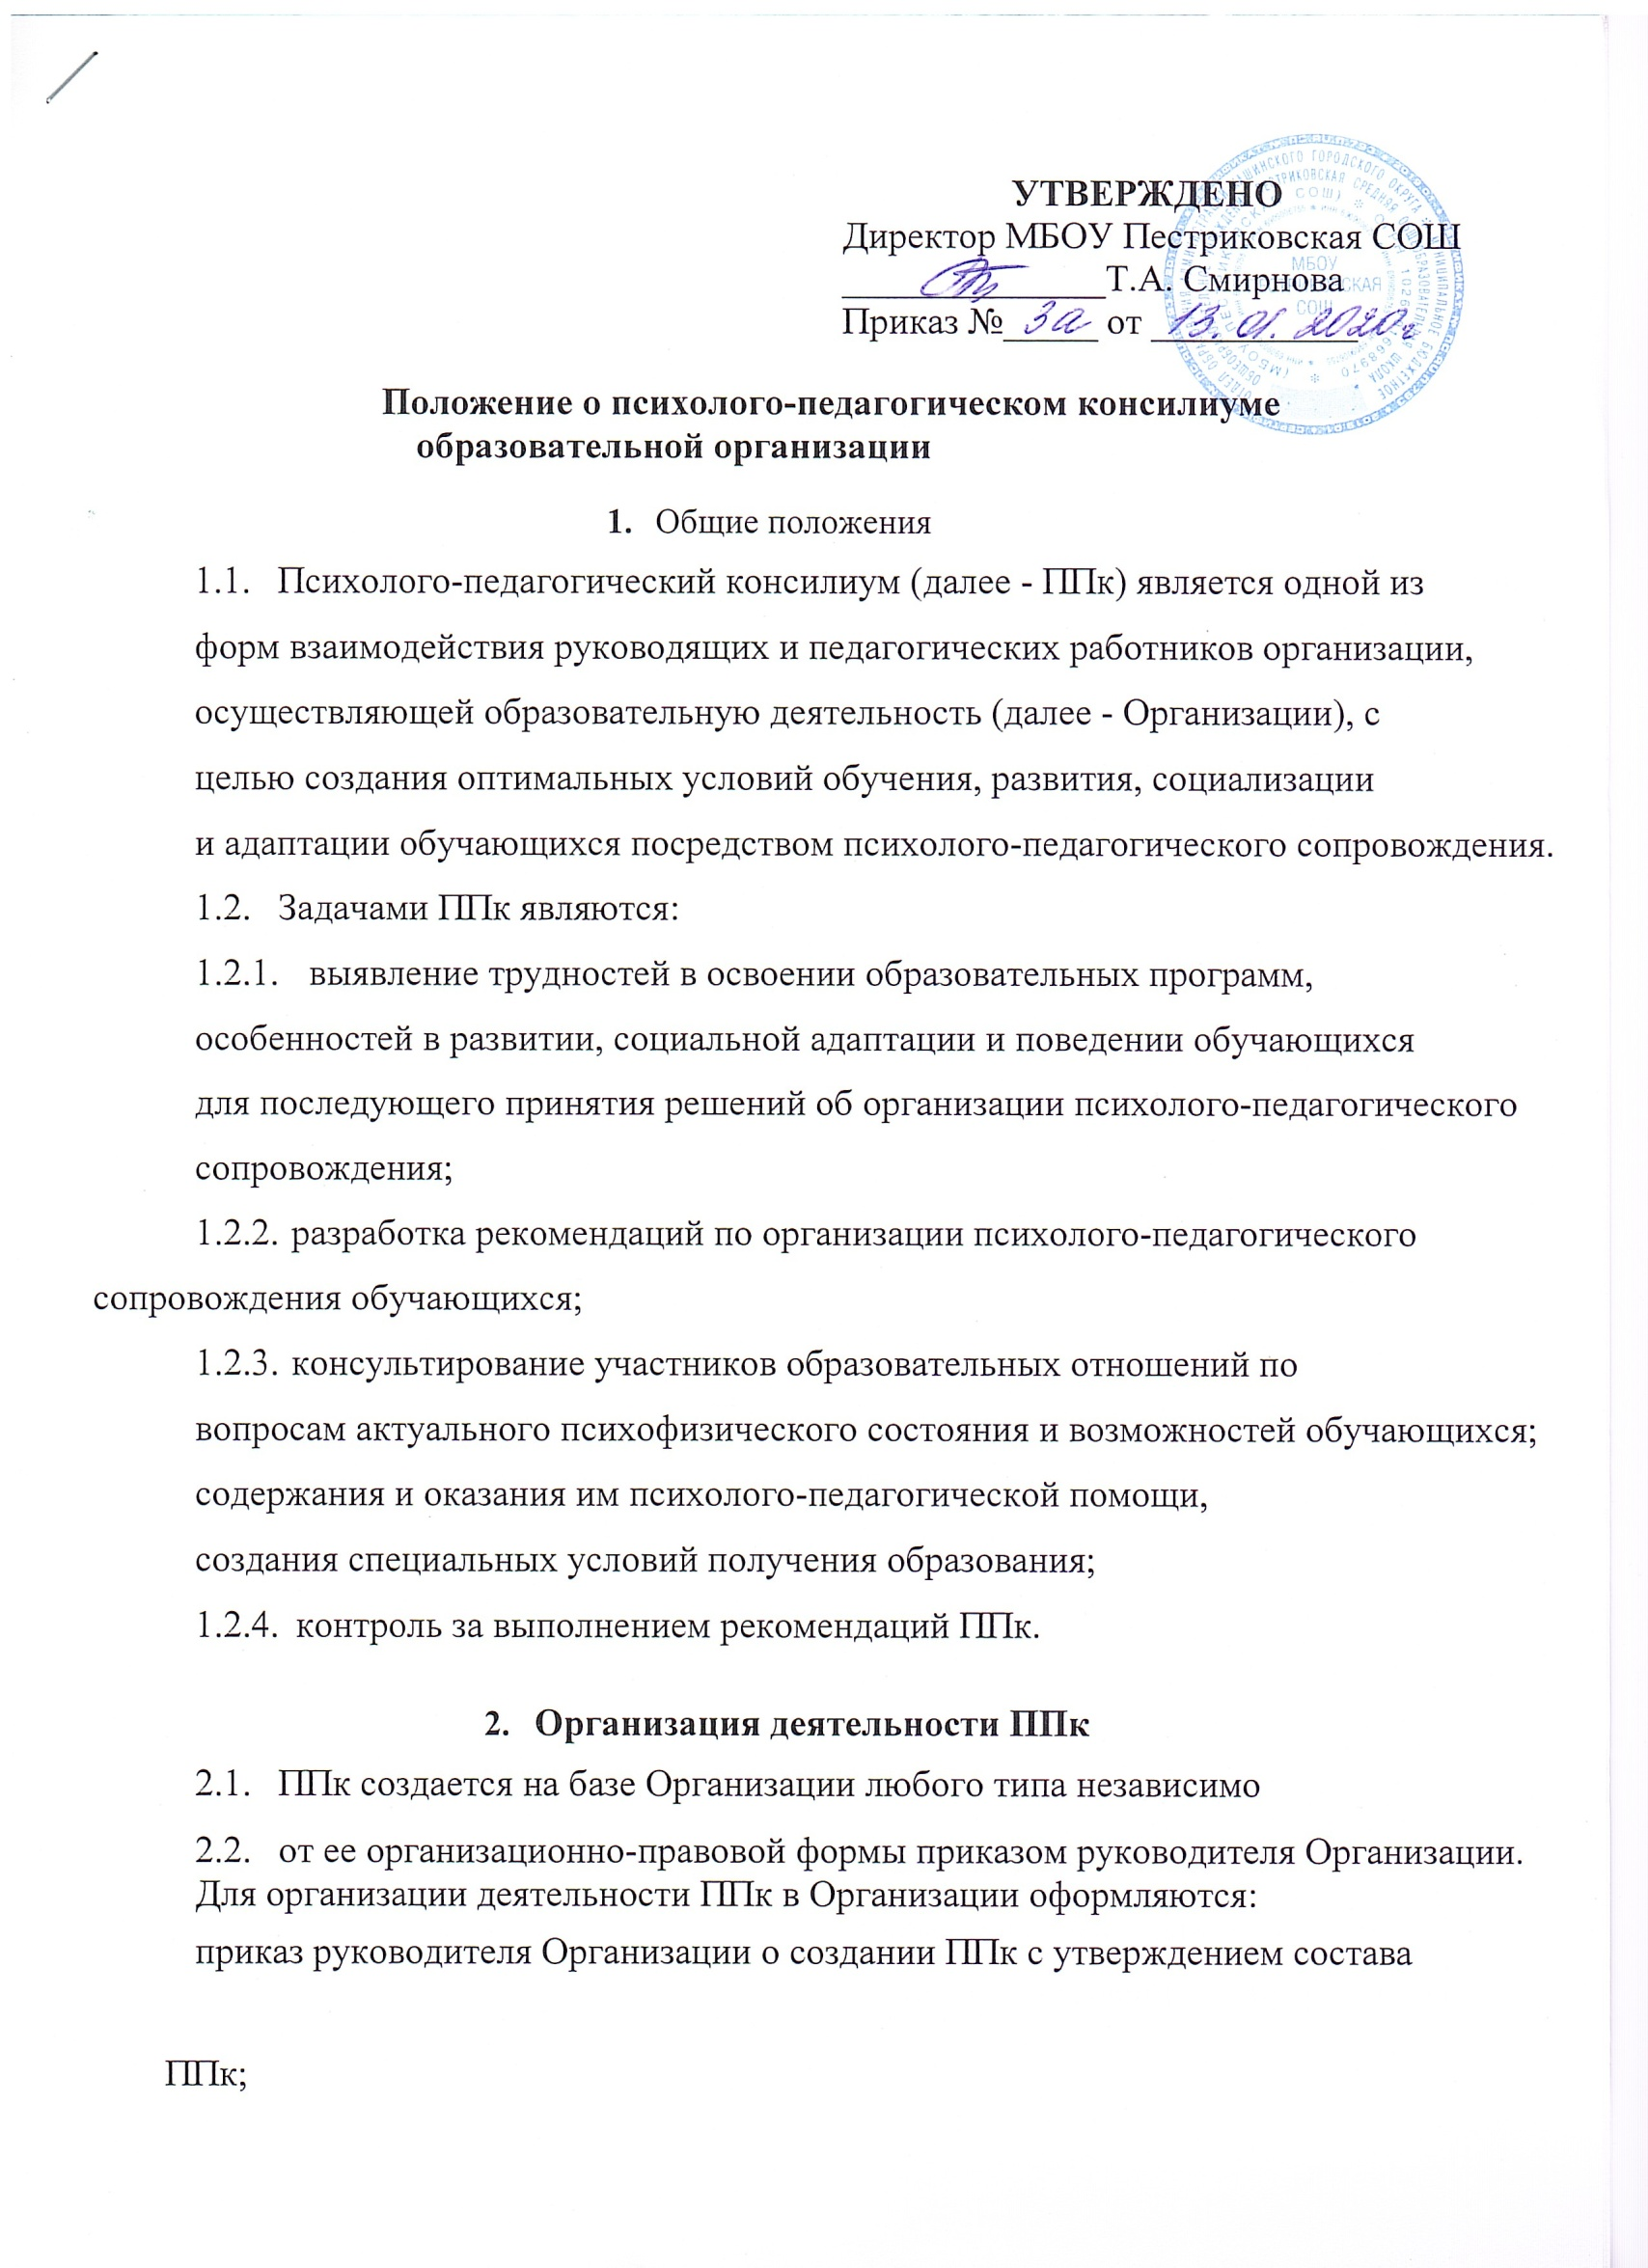 УТВЕРЖДЕНО
Директор МБОУ Пестриковская СОШ
Т.А. Смирнова
Приказ № 3а от 13.01.2020г
МБОУ
СОШ
Положение о психолого-педагогическом консилиуме
образовательной организации
1. Общие положения
1.1. Психолого-педагогический консилиум (далее - ППк) является одной из
форм взаимодействия руководящих и педагогических работников организации,
осуществляющей образовательную деятельность (далее - Организации), с
целью создания оптимальных условий обучения, развития, социализации
и адаптации обучающихся посредством психолого-педагогического сопровождения.
1.2. Задачами ППк являются:
1.2.1. выявление трудностей в освоении образовательных программ,
особенностей в развитии, социальной адаптации и поведении обучающихся
для последующего принятия решений об организации психолого-педагогического
сопровождения;
1.2.2. разработка рекомендаций по организации психолого-педагогического
сопровождения обучающихся;
1.2.3. консультирование участников образовательных отношений по
вопросам актуального психофизического состояния и возможностей обучающихся;
содержания и оказания им психолого-педагогической помощи,
создания специальных условий получения образования;
1.2.4. контроль за выполнением рекомендаций ППк.
2. Организация деятельности ППк
2.1. ППк создается на базе Организации любого типа независимо
2.2. от ее организационно-правовой формы приказом руководителя Организации.
Для организации деятельности ППк в Организации оформляются:
приказ руководителя Организации о создании ППк с утверждением состава
ППк;